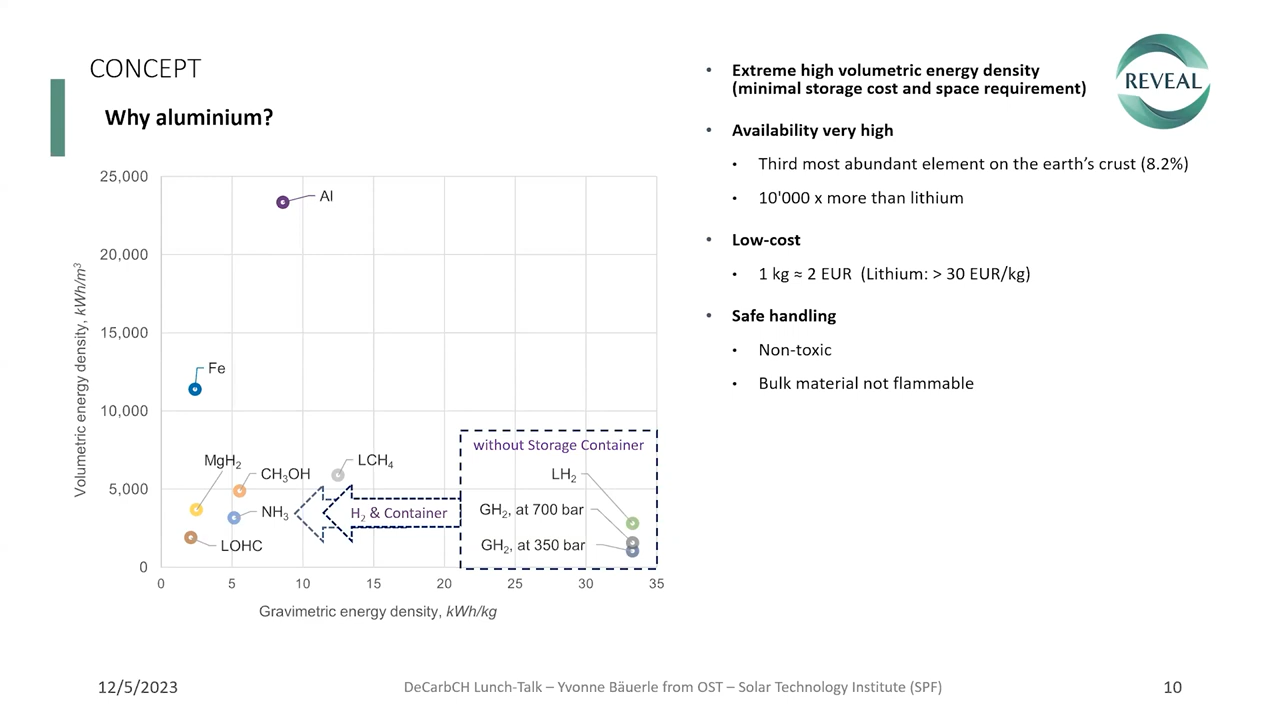 CONCEPT
Why aluminium?
REVEAL
• Extreme high volumetric energy density
(minimal storage cost and space requirement)
• Availability very high
• Third most abundant element on the earth’s crust (8.2%)
• 10'000 x more than lithium
• Low-cost
• 1 kg ≈ 2 EUR (Lithium: > 30 EUR/kg)
• Safe handling
• Non-toxic
• Bulk material not flammable
Volumetric energy density, kWh/m³
25,000
20,000
15,000
10,000
5,000
0
Al
Fe
MgH₂
CH₃OH
LCH₄
NH₃
LOHC
H₂ & Container
without Storage Container
LH₂
GH₂, at 700 bar
GH₂, at 350 bar
0 5 10 15 20 25 30 35
Gravimetric energy density, kWh/kg
12/5/2023
DeCarbCH Lunch-Talk – Yvonne Bäuerle from OST – Solar Technology Institute (SPF)
10